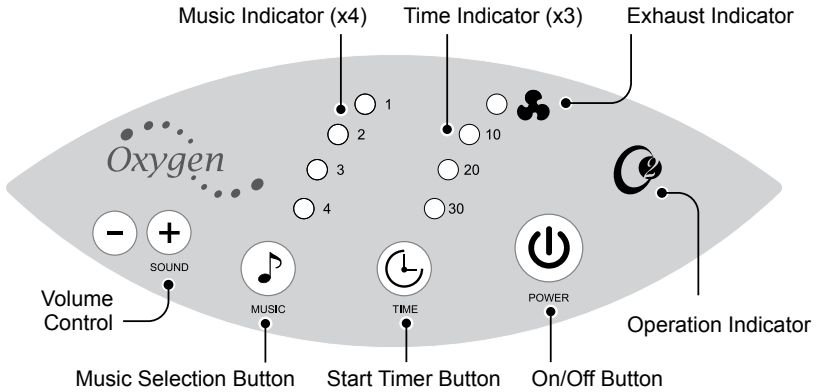 Music Indicator (x4)
Time Indicator (x3)
Exhaust Indicator
1
2
3
4
10
20
30
Oxygen
O2
SOUND
MUSIC
TIME
POWER
Volume
Control
Operation Indicator
Music Selection Button
Start Timer Button
On/Off Button